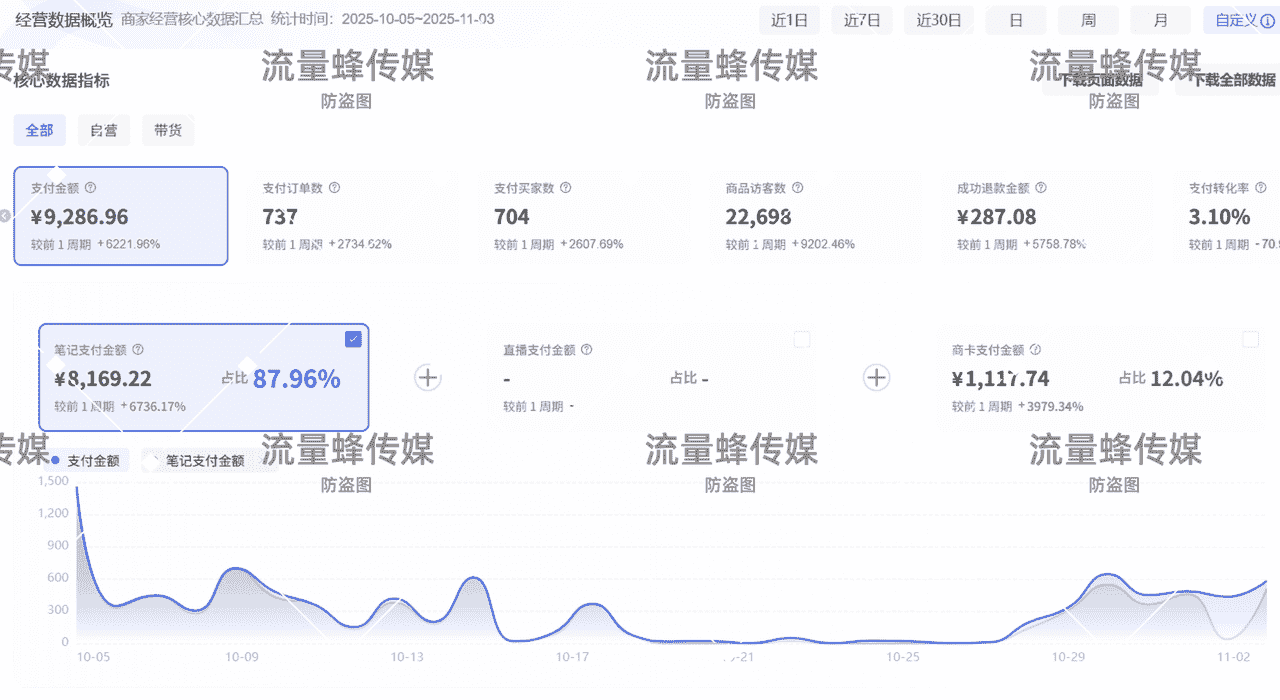 经营数据概览 商家经营核心数据汇总 统计时间：2025-10-05~2025-11-03 近1日 近7日 近30日 日 周 月 自定义
传媒 流量蜂传媒 流量蜂传媒 流量蜂传媒
核心数据指标 下载页面数据 下载全部数据
防盗图 防盗图 防盗图
全部 自营 带货
支付金额 支付订单数 支付买家数 商品访客数 成功退款金额 支付转化率
¥9,286.96 737 704 22,698 ¥287.08 3.10%
较前1周期 +6221.96% 较前1周期 +2734.62% 较前1周期 +2607.69% 较前1周期 +9202.46% 较前1周期 +5758.78% 较前1周期 -70.9
笔记支付金额 直播支付金额 商卡支付金额
¥8,169.22 占比 87.96% - 占比 - ¥1,117.74 占比 12.04%
较前1周期 +6736.17% 较前1周期 - 较前1周期 +3979.34%
传媒 流量蜂传媒 流量蜂传媒 流量蜂传媒
支付金额 笔记支付金额
防盗图 防盗图 防盗图
1,500
1,200
900
600
300
0
10-05 10-09 10-13 10-17 -21 10-25 10-29 11-02